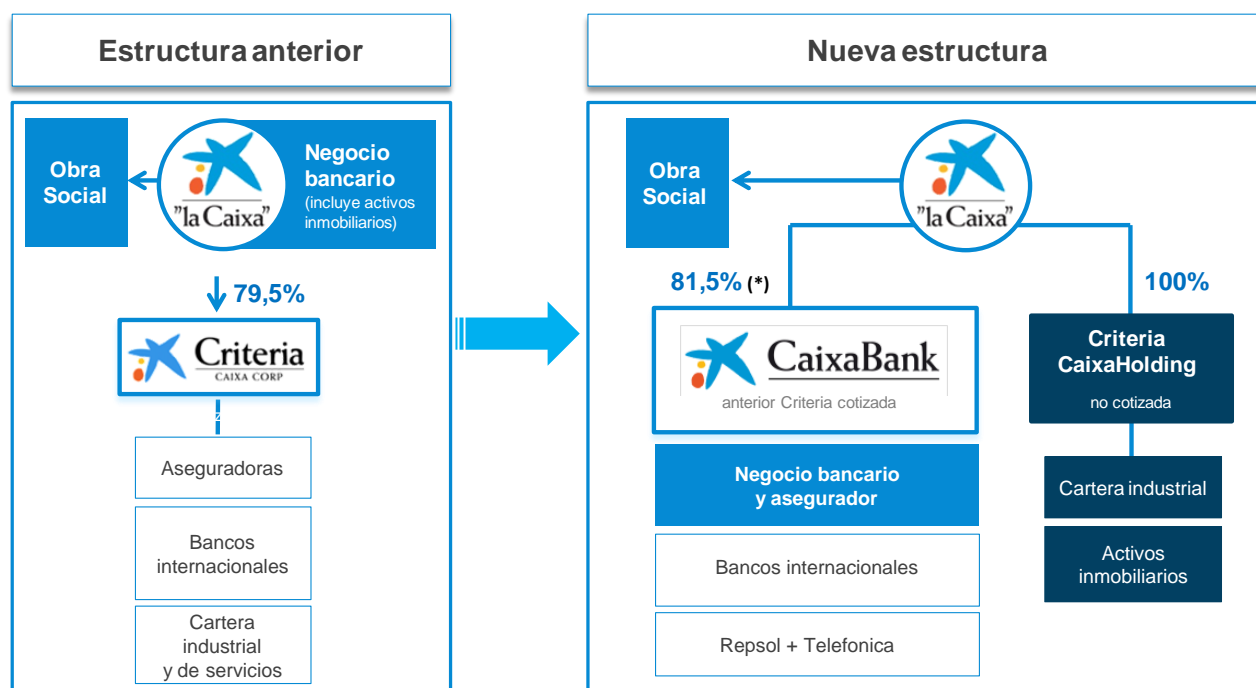 Estructura anterior
Nueva estructura
Obra
Social
"la Caixa"
Negocio
bancario
(incluye activos
inmobiliarios)
79,5%
Criteria
CAIXA CORP
Aseguradoras
Bancos
internacionales
Cartera
industrial
y de servicios
Obra
Social
"la Caixa"
81,5% (*)
100%
CaixaBank
anterior Criteria cotizada
Negocio bancario
y asegurador
Bancos internacionales
Repsol + Telefonica
Criteria
CaixaHolding
no cotizada
Cartera industrial
Activos
inmobiliarios